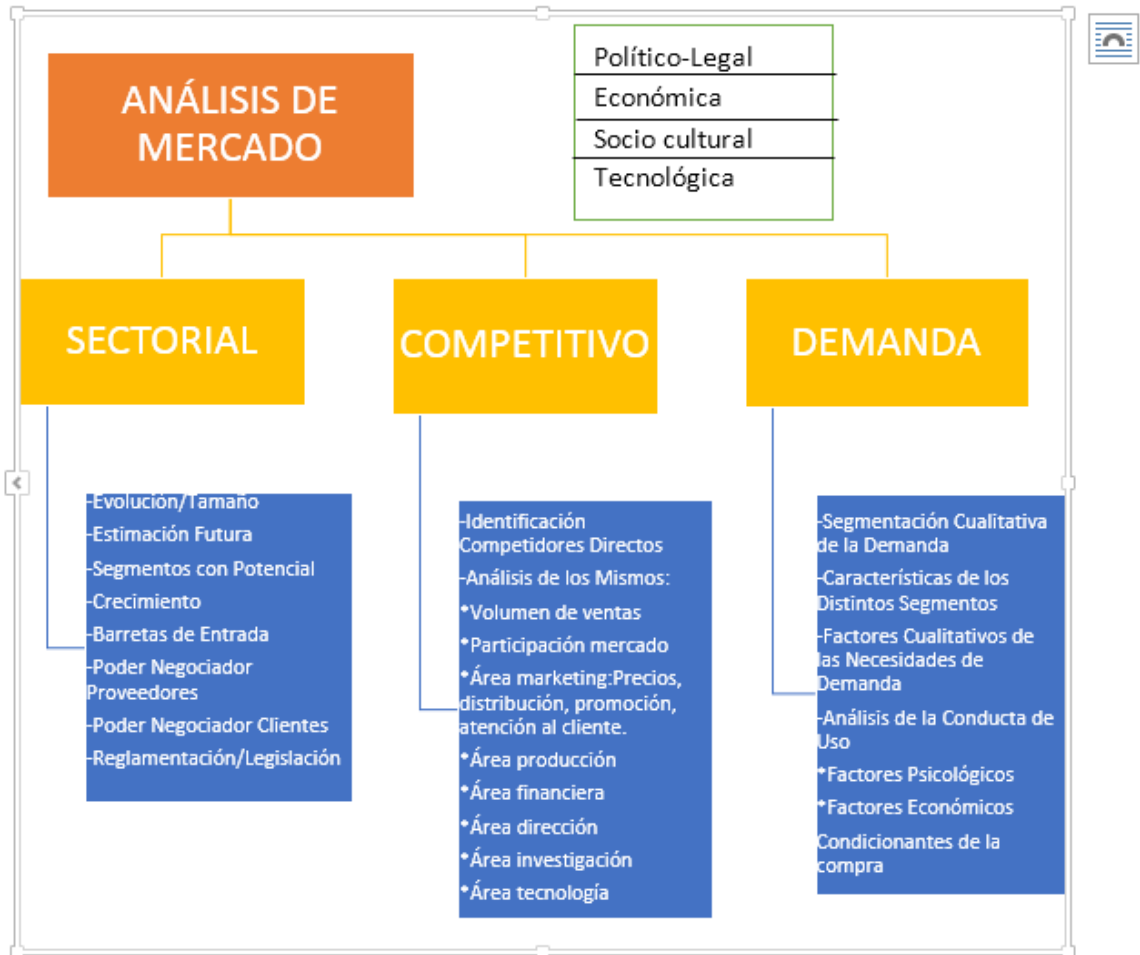 ANÁLISIS DE
MERCADO
Político-Legal
Económica
Socio cultural
Tecnológica
SECTORIAL
COMPETITIVO
DEMANDA
-Evolución/Tamaño
-Estimación Futura
-Segmentos con Potencial
-Crecimiento
-Barretas de Entrada
-Poder Negociador
Proveedores
-Poder Negociador Clientes
-Reglamentación/Legislación
-Identificación
Competidores Directos
-Análisis de los Mismos:
*Volumen de ventas
*Participación mercado
*Área marketing:Precios,
distribución, promoción,
atención al cliente.
*Área producción
*Área financiera
*Área dirección
*Área investigación
*Área tecnología
-Segmentación Cualitativa
de la Demanda
-Características de los
Distintos Segmentos
-Factores Cualitativos de
las Necesidades de
Demanda
-Análisis de la Conducta de
Uso
*Factores Psicológicos
*Factores Económicos
Condicionantes de la
compra